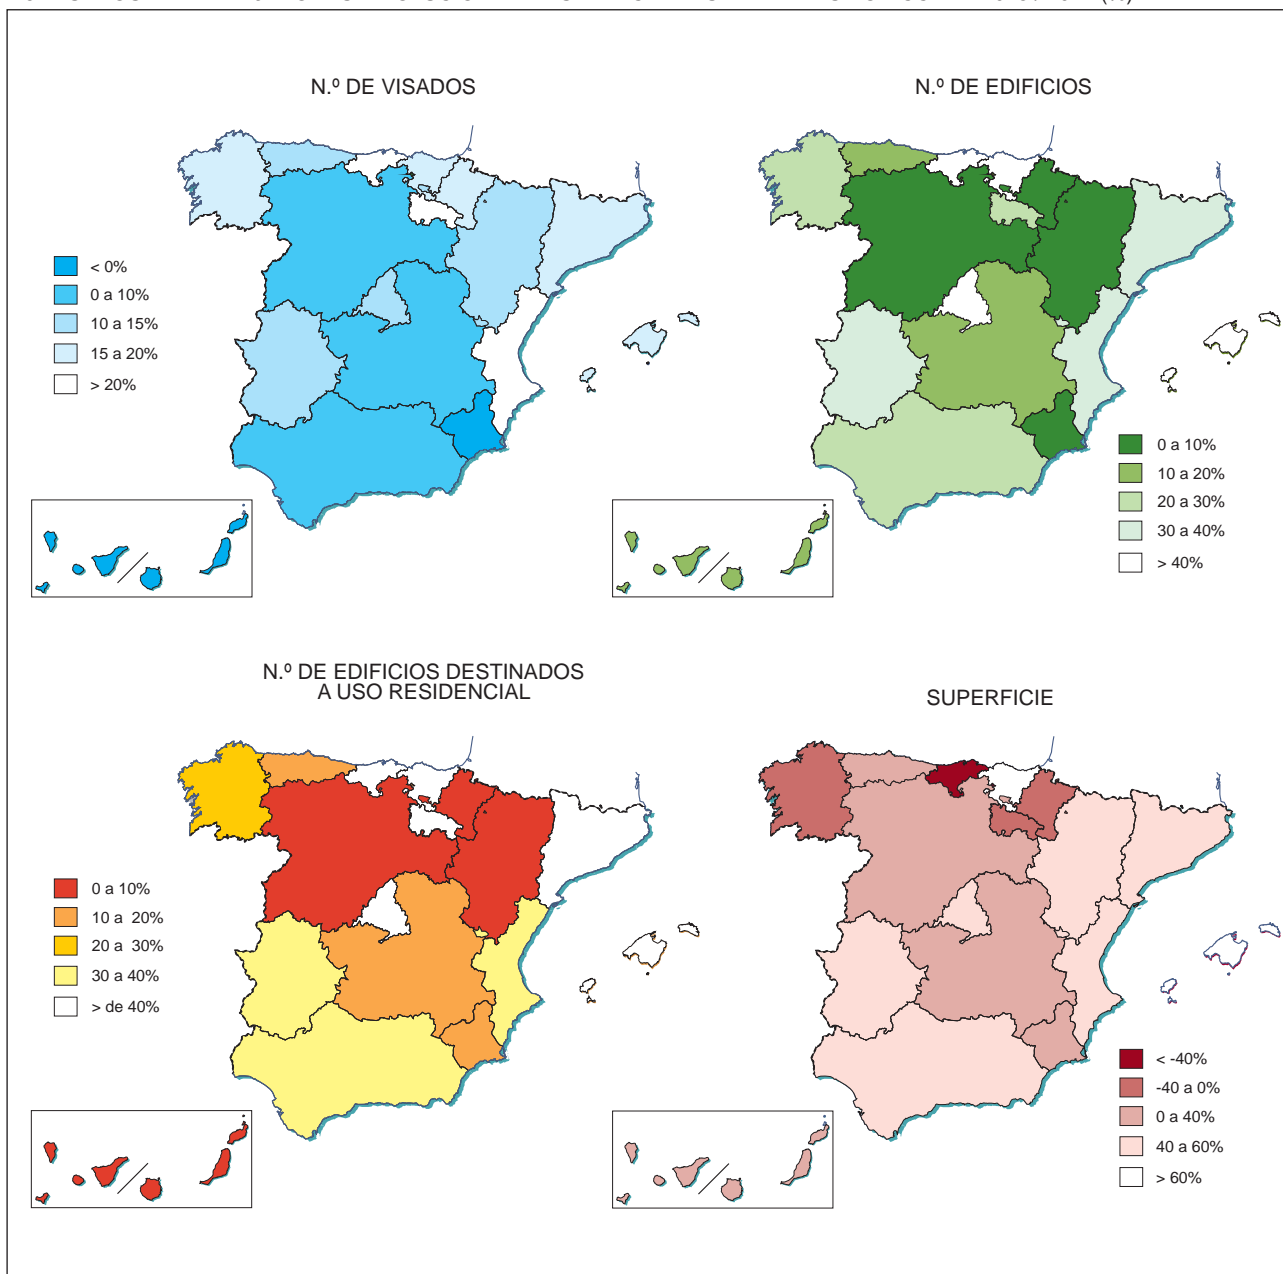 N.º DE VISADOS
N.º DE EDIFICIOS
< 0%
0 a 10%
10 a 15%
15 a 20%
> 20%
0 a 10%
10 a 20%
20 a 30%
30 a 40%
> 40%
N.º DE EDIFICIOS DESTINADOS
A USO RESIDENCIAL
SUPERFICIE
0 a 10%
10 a 20%
20 a 30%
30 a 40%
> de 40%
< -40%
-40 a 0%
0 a 40%
40 a 60%
> 60%